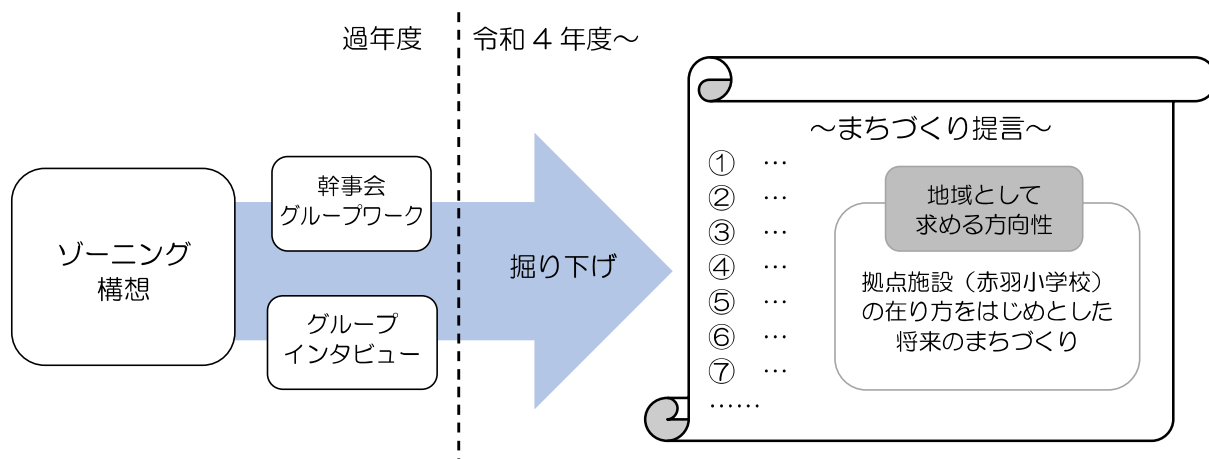 過年度
令和4年度～
ゾーニング
構想
幹事会
グループワーク
グループ
インタビュー
掘り下げ
～まちづくり提言～
① …
② …
③ …
④ …
⑤ …
⑥ …
⑦ …
……
地域として
求める方向性
拠点施設（赤羽小学校）
の在り方をはじめとした
将来のまちづくり